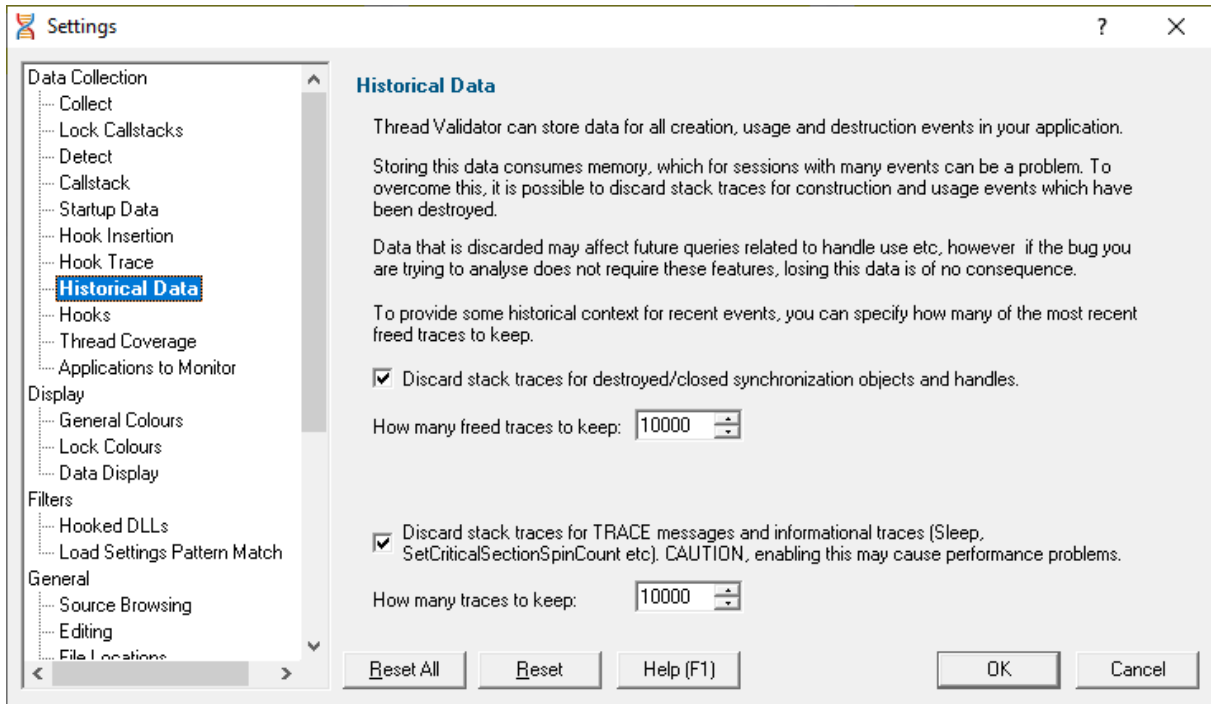 Settings
?
Data Collection
Collect
Lock Callstacks
Detect
Callstack
Startup Data
Hook Insertion
Hook Trace
Historical Data
Hooks
Thread Coverage
Applications to Monitor
Display
General Colours
Lock Colours
Data Display
Filters
Hooked DLLs
Load Settings Pattern Match
General
Source Browsing
Editing
File Locations
Historical Data
Thread Validator can store data for all creation, usage and destruction events in your application.
Storing this data consumes memory, which for sessions with many events can be a problem. To
overcome this, it is possible to discard stack traces for construction and usage events which have
been destroyed.
Data that is discarded may affect future queries related to handle use etc, however  if the bug you
are trying to analyse does not require these features, losing this data is of no consequence.
To provide some historical context for recent events, you can specify how many of the most recent
freed traces to keep.
Discard stack traces for destroyed/closed synchronization objects and handles.
How many freed traces to keep: 10000
Discard stack traces for TRACE messages and informational traces (Sleep,
SetCriticalSectionSpinCount etc). CAUTION, enabling this may cause performance problems.
How many traces to keep: 10000
Reset All Reset Help (F1) OK Cancel